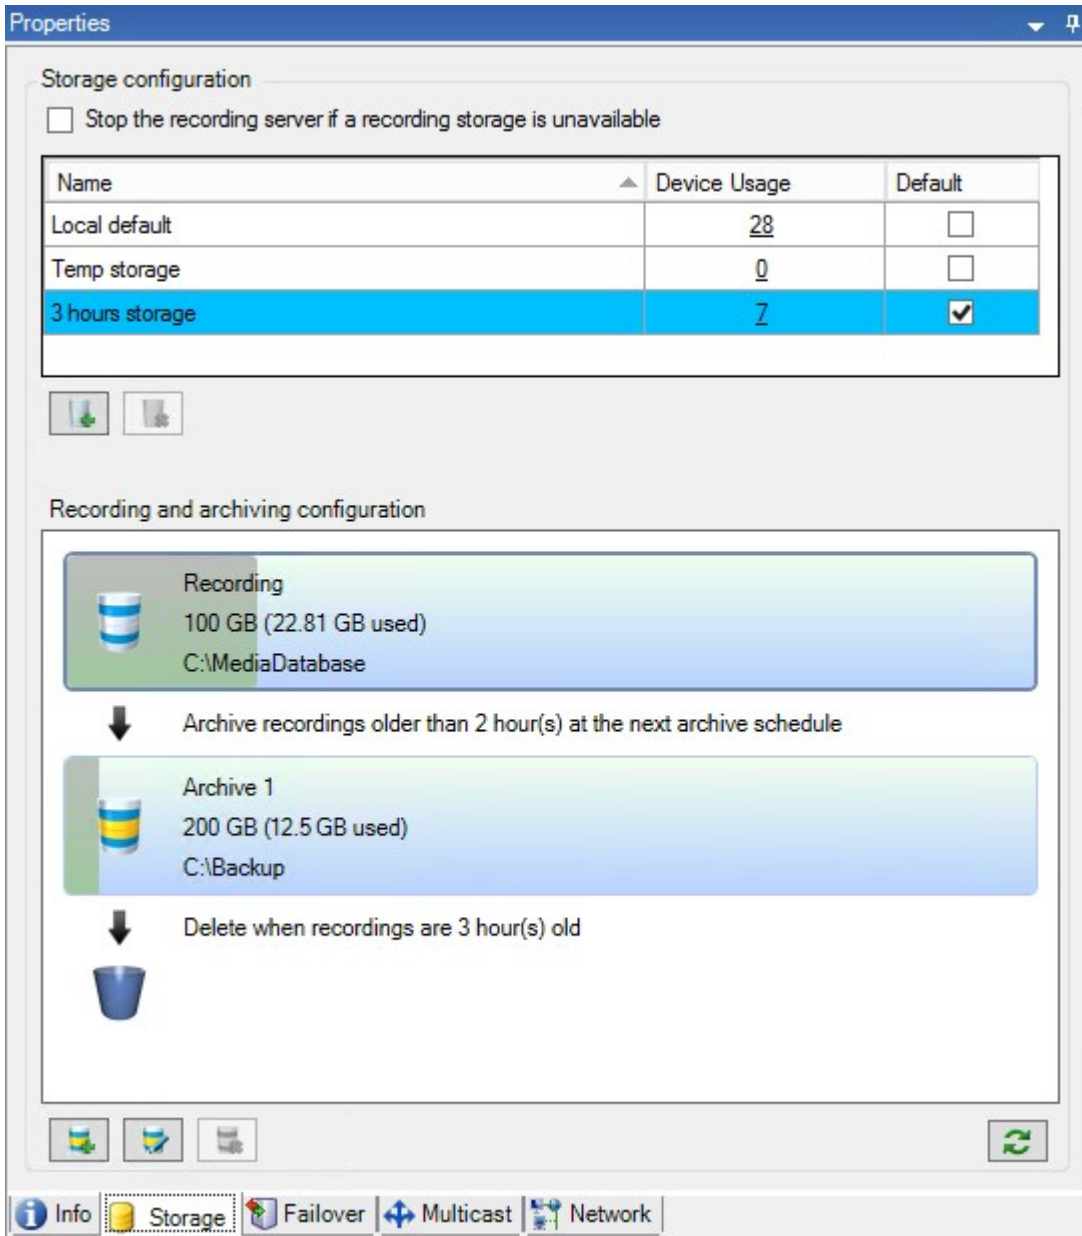 Properties
Storage configuration
Stop the recording server if a recording storage is unavailable
Name Device Usage Default
Local default 28
Temp storage 0
3 hours storage 7
Recording and archiving configuration
Recording
100 GB (22.81 GB used)
C:\MediaDatabase
Archive recordings older than 2 hour(s) at the next archive schedule
Archive 1
200 GB (12.5 GB used)
C:\Backup
Delete when recordings are 3 hour(s) old
Info Storage Failover Multicast Network